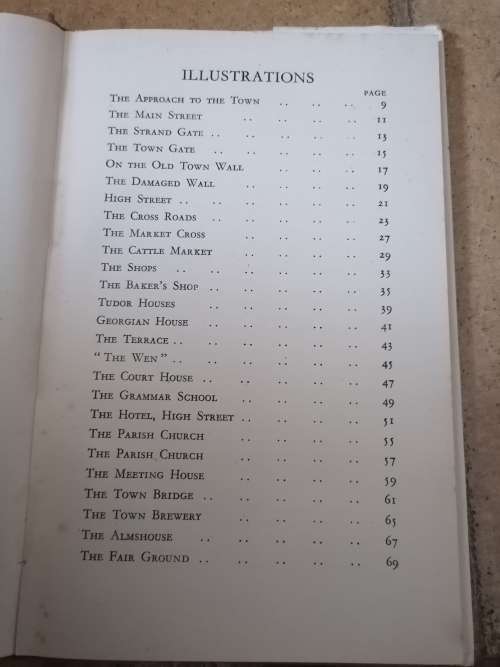 ILLUSTRATIONS
PAGE
The Approach to the Town .. .. .. 9
The Main Street .. .. .. .. 11
The Strand Gate .. .. .. .. .. 13
The Town Gate .. .. .. .. 15
On the Old Town Wall .. .. .. 17
The Damaged Wall .. .. .. .. 19
High Street .. .. .. .. .. .. 21
The Cross Roads .. .. .. .. .. 23
The Market Cross .. .. .. .. 27
The Cattle Market .. .. .. .. 29
The Shops .. .. .. .. .. .. 33
The Baker's Shop .. .. .. .. .. 35
Tudor Houses .. .. .. .. .. 39
Georgian House .. .. .. .. .. 41
The Terrace .. .. .. .. .. .. 43
" The Wen " .. .. .. .. .. .. 45
The Court House .. .. .. .. .. 47
The Grammar School .. .. .. .. 49
The Hotel, High Street .. .. .. .. 51
The Parish Church .. .. .. .. 55
The Parish Church .. .. .. .. 57
The Meeting House .. .. .. .. 59
The Town Bridge .. .. .. .. .. 61
The Town Brewery .. .. .. .. 65
The Almshouse .. .. .. .. .. 67
The Fair Ground .. .. .. .. .. 69